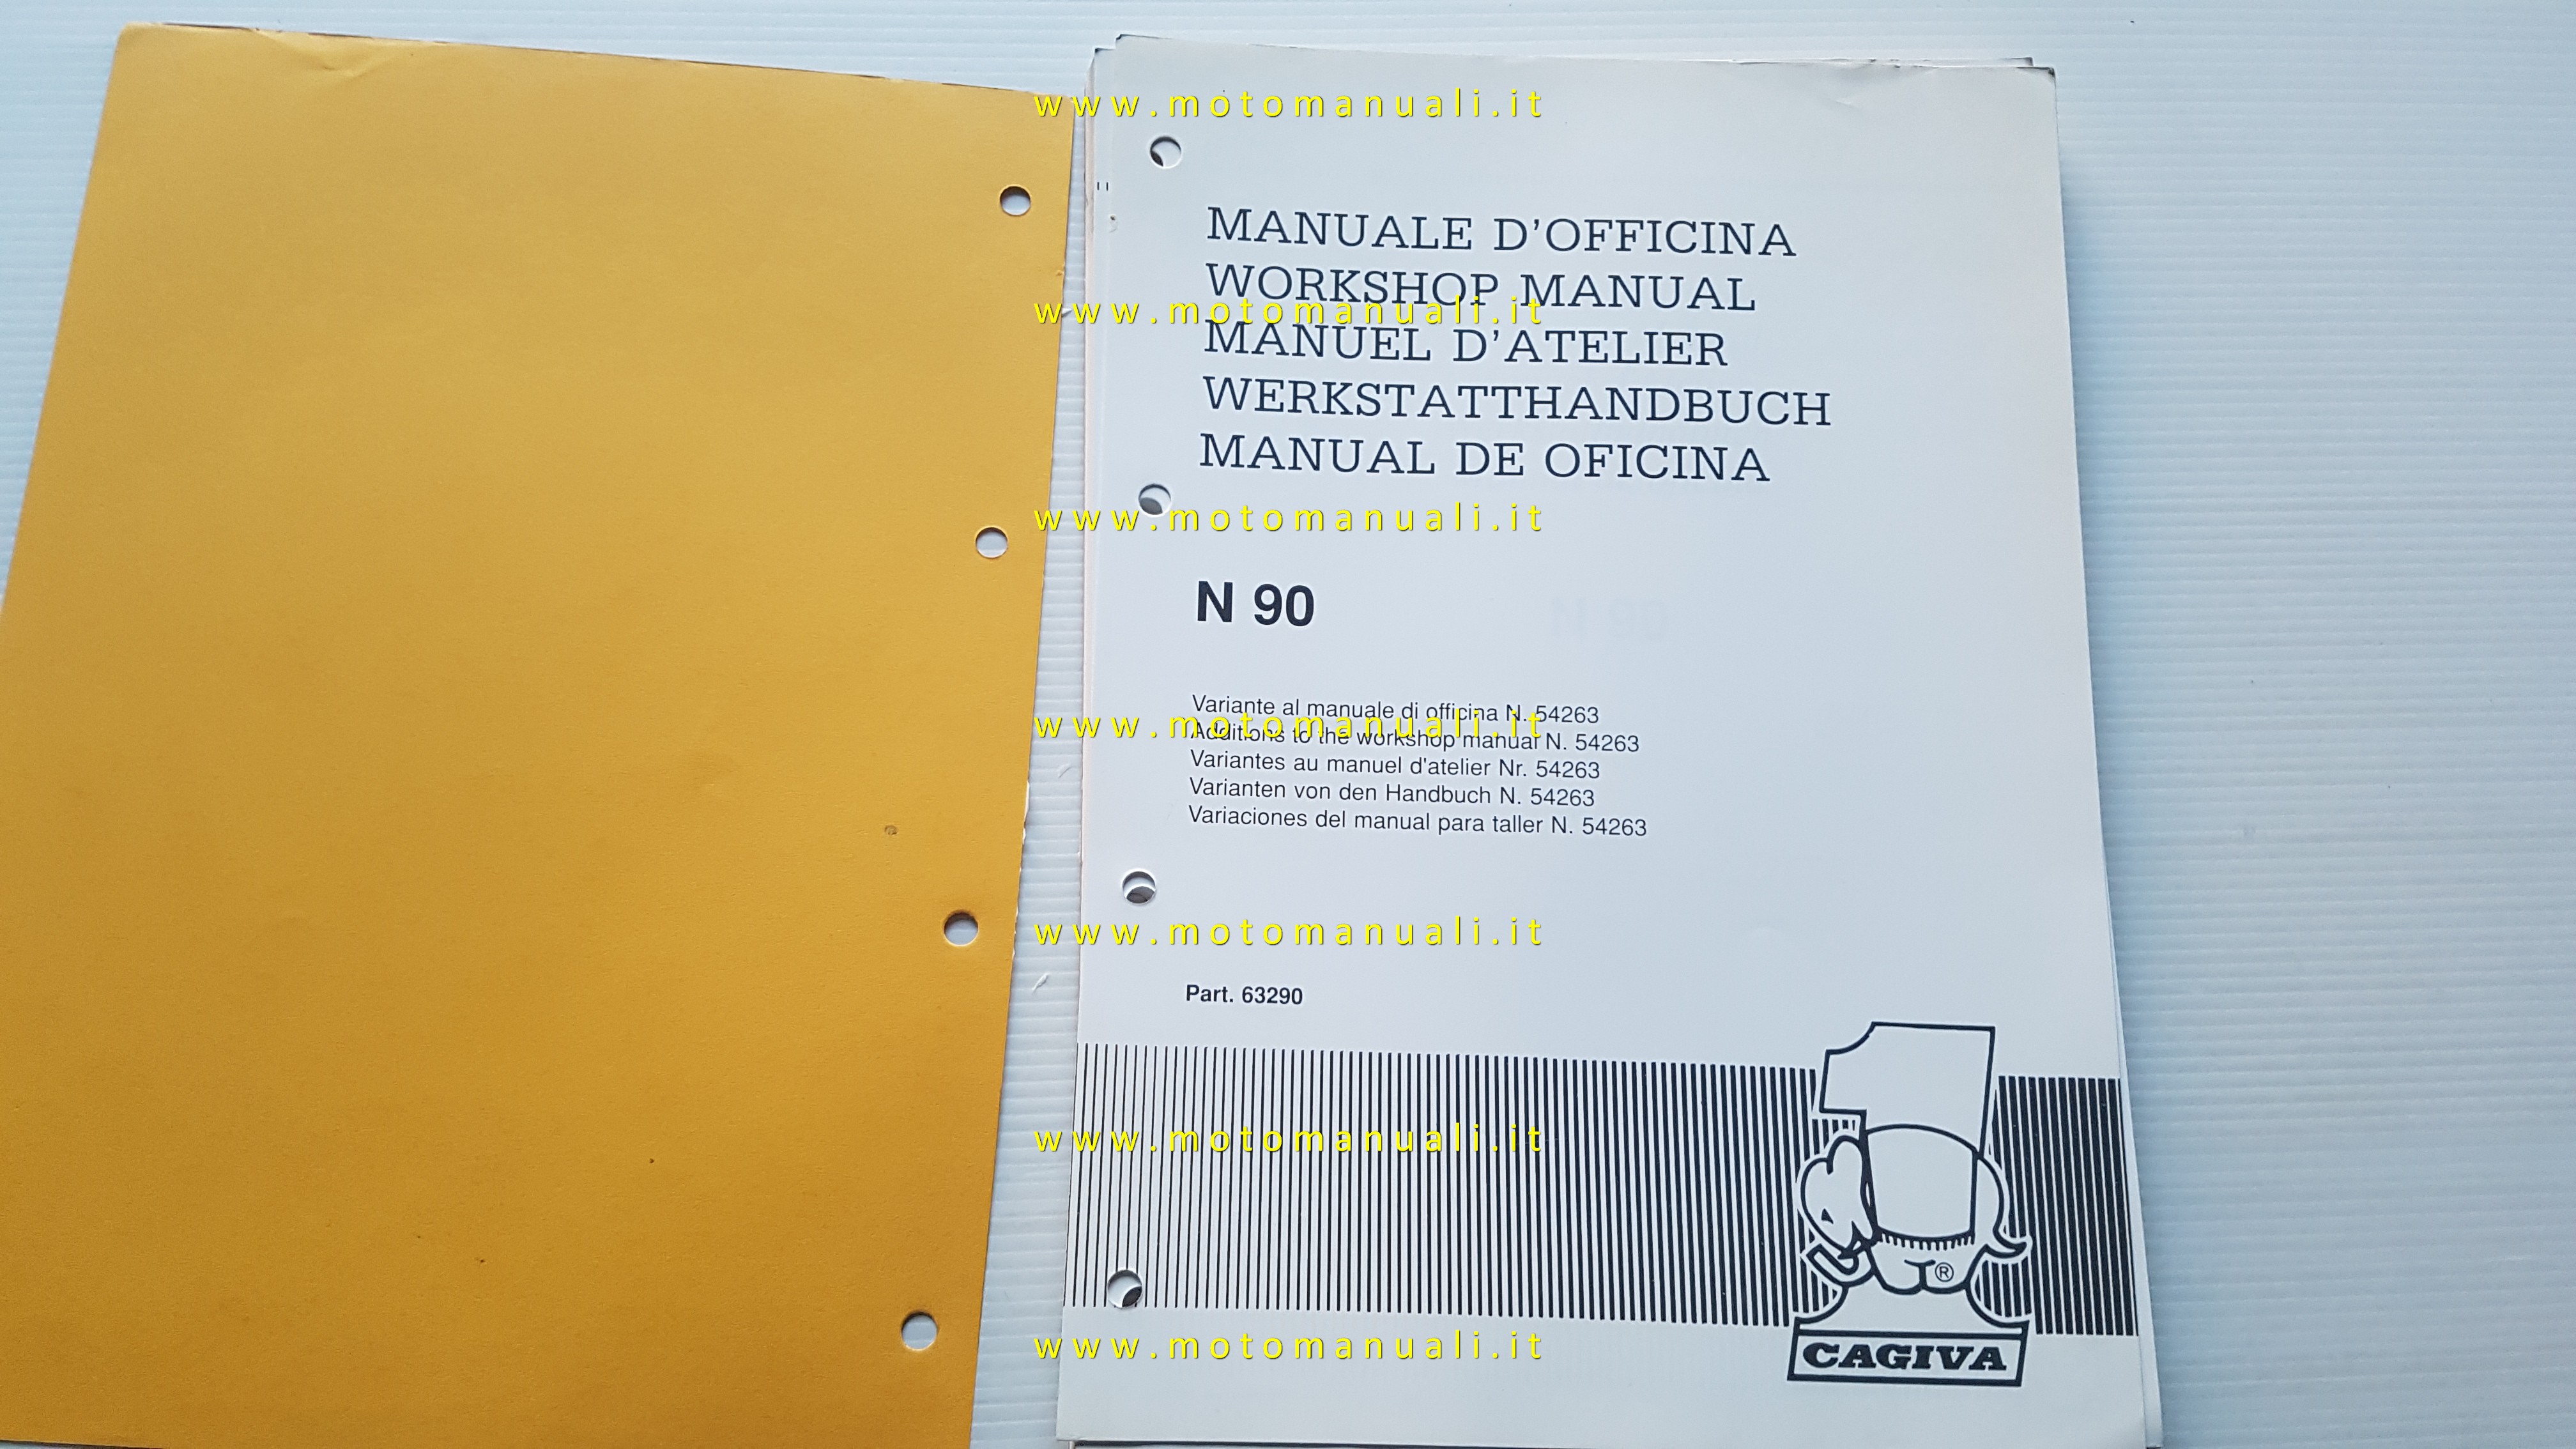 www.motomanuali.it
MANUALE D'OFFICINA
WORKSHOP MANUAL
www.motomanuali.it
MANUEL D'ATELIER
WERKSTATTHANDBUCH
MANUAL DE OFICINA
www.motomanuali.it
N 90
Variante al manuale di officina N. 54263
www.motomanuali.it
Additions to the workshop manual N. 54263
Variantes au manuel d'atelier Nr. 54263
Varianten von den Handbuch N. 54263
Variaciones del manual para taller N. 54263
www.motomanuali.it
Part. 63290
www.motomanuali.it
®
www.motomanuali.it
CAGIVA